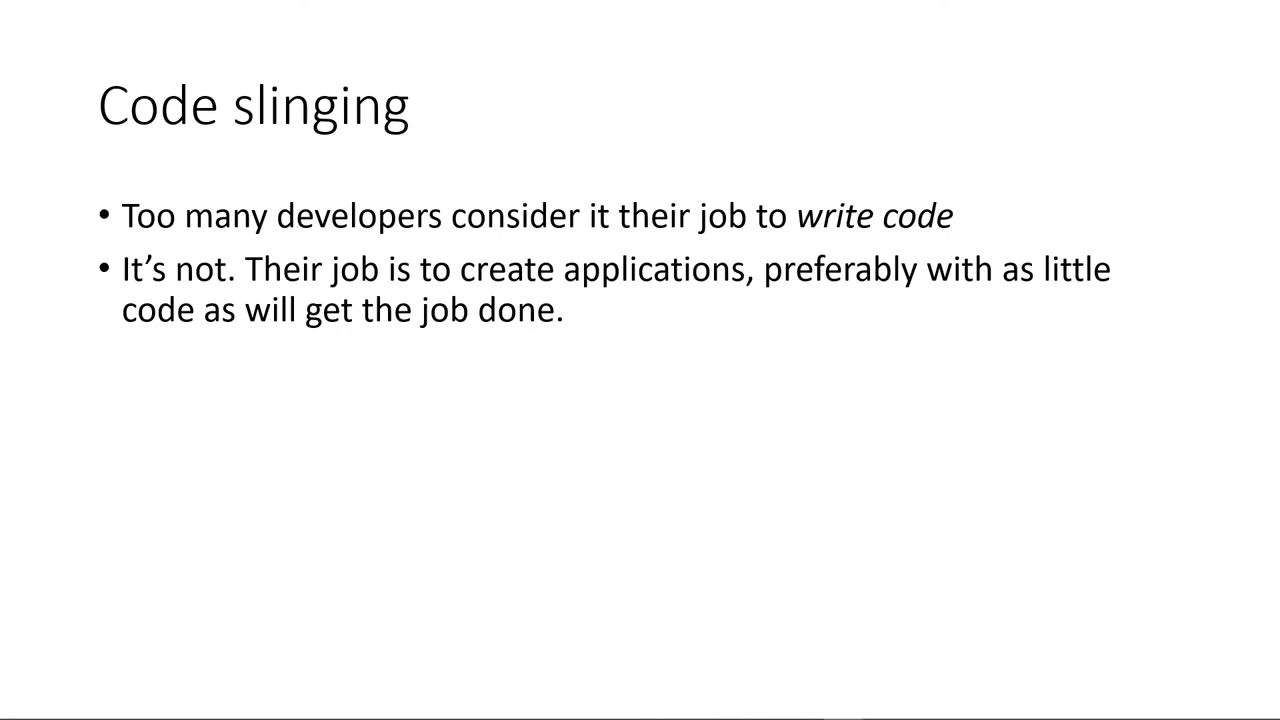 Code slinging
• Too many developers consider it their job to write code
• It’s not. Their job is to create applications, preferably with as little
code as will get the job done.